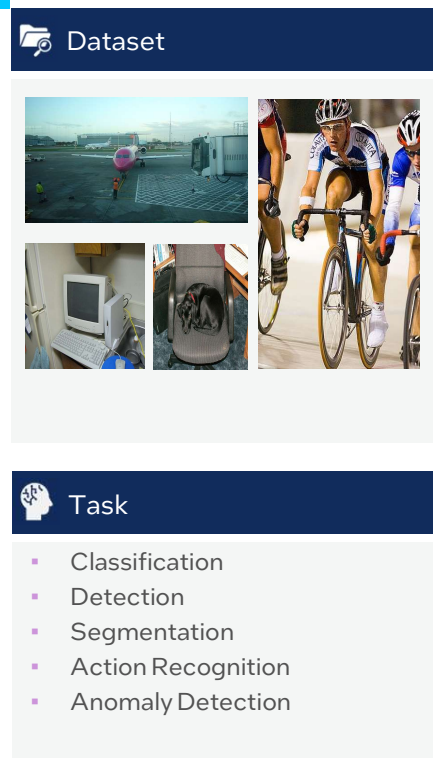 Dataset
Task
▪ Classification
▪ Detection
▪ Segmentation
▪ Action Recognition
▪ Anomaly Detection